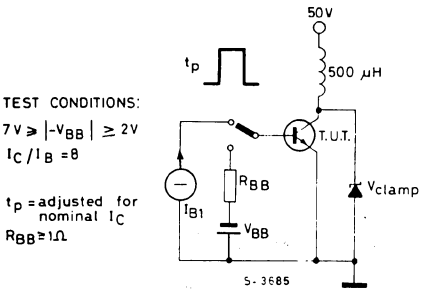 50V
tp
500 µH
TEST CONDITIONS:
7V ⩾ |-VBB| ≥ 2V
IC/IB = 8
T.U.T.
RBB
Vclamp
tp = adjusted for
nominal IC
RBB ≥ 1Ω
IB1
VBB
S-3685